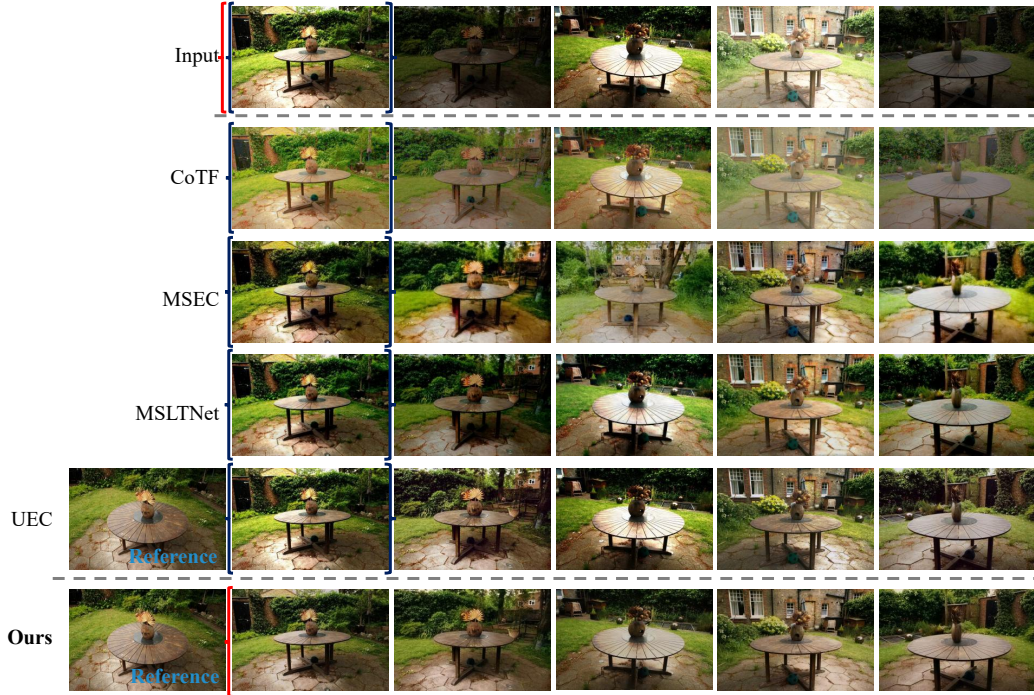 Input
CoTF
MSEC
MSLTNet
UEC
Reference
Ours
Reference